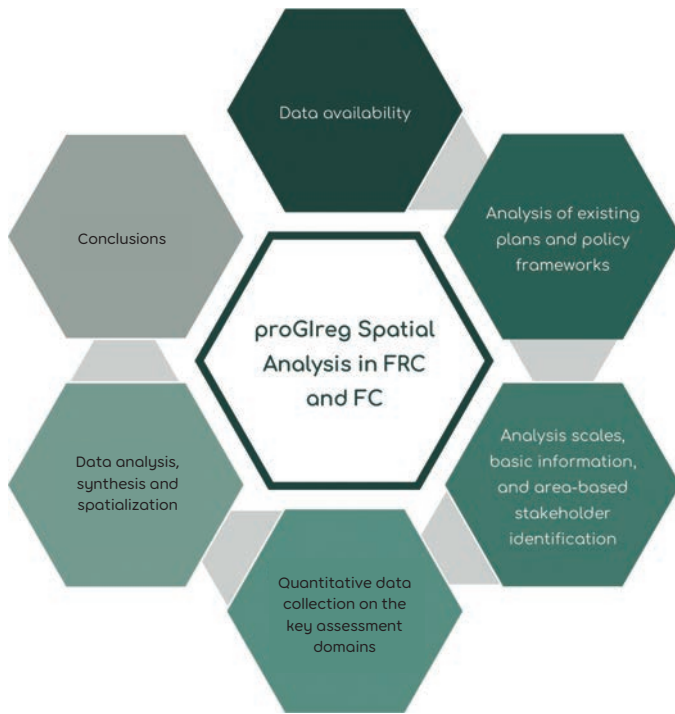 Data availability
Analysis of existing
plans and policy
frameworks
Analysis scales,
basic information,
and area-based
stakeholder
identification
Quantitative data
collection on the
key assessment
domains
Data analysis,
synthesis and
spatialization
Conclusions
proGIreg Spatial
Analysis in FRC
and FC